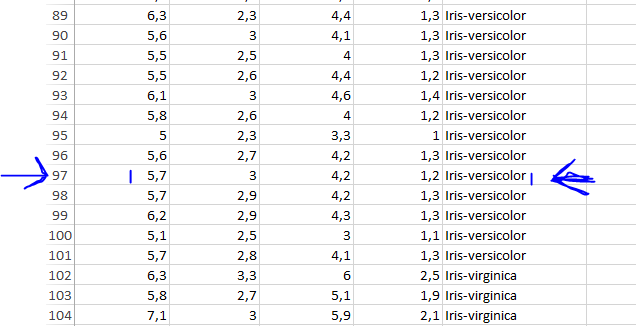 89 6,3 2,3 4,4 1,3 Iris-versicolor
90 5,6 3 4,1 1,3 Iris-versicolor
91 5,5 2,5 4 1,3 Iris-versicolor
92 5,5 2,6 4,4 1,2 Iris-versicolor
93 6,1 3 4,6 1,4 Iris-versicolor
94 5,8 2,6 4 1,2 Iris-versicolor
95 5 2,3 3,3 1 Iris-versicolor
96 5,6 2,7 4,2 1,3 Iris-versicolor
97 5,7 3 4,2 1,2 Iris-versicolor
98 5,7 2,9 4,2 1,3 Iris-versicolor
99 6,2 2,9 4,3 1,3 Iris-versicolor
100 5,1 2,5 3 1,1 Iris-versicolor
101 5,7 2,8 4,1 1,3 Iris-versicolor
102 6,3 3,3 6 2,5 Iris-virginica
103 5,8 2,7 5,1 1,9 Iris-virginica
104 7,1 3 5,9 2,1 Iris-virginica